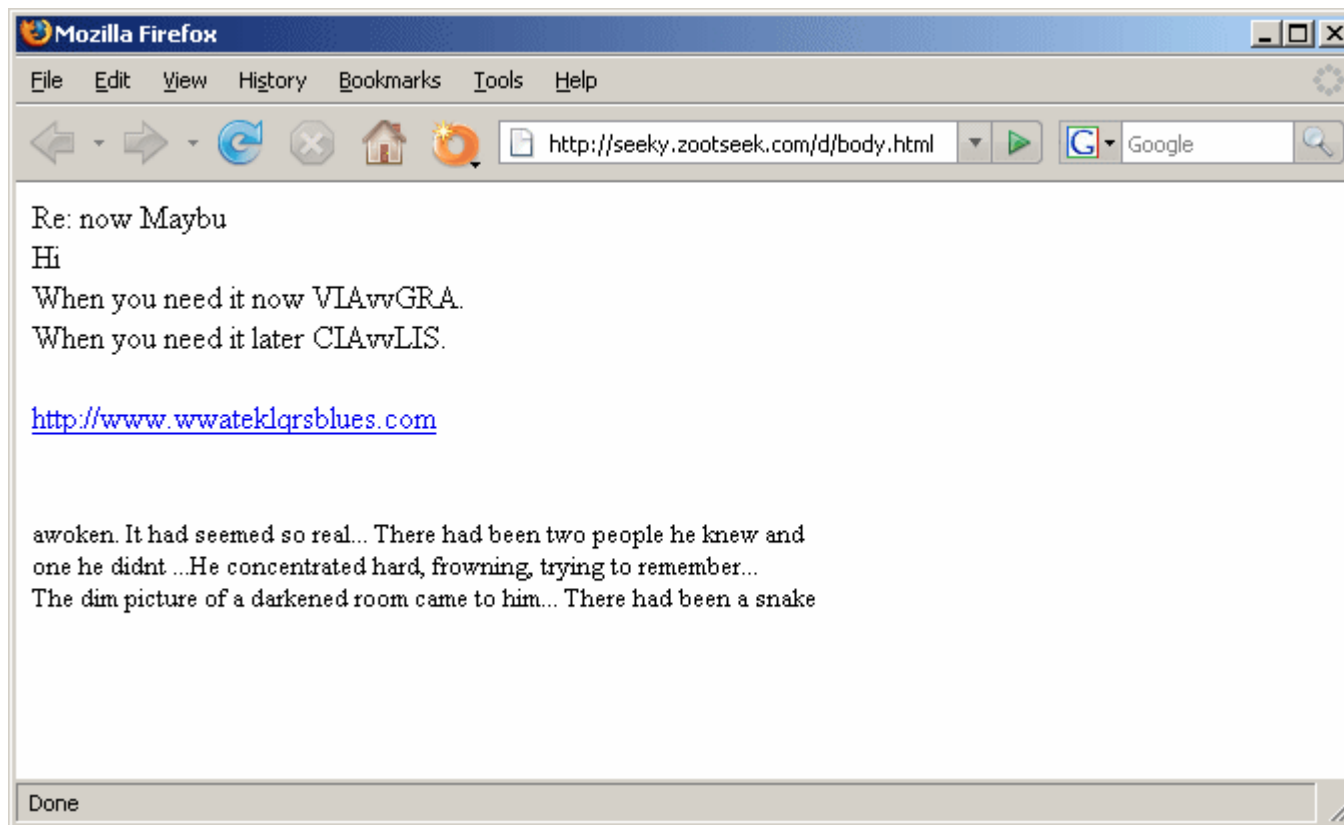 Mozilla Firefox
File Edit View History Bookmarks Tools Help
http://seeky.zootseek.com/d/body.html G Google
Re: now Maybu
Hi
When you need it now VIAvvGRA.
When you need it later CIAvvLIS.
http://www.wwateklqrsblues.com
awoken. It had seemed so real... There had been two people he knew and
one he didnt ...He concentrated hard, frowning, trying to remember...
The dim picture of a darkened room came to him... There had been a snake
Done